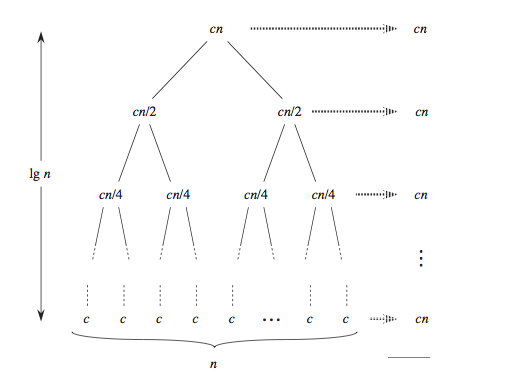 cn cn
cn/2 cn/2 cn
lg n
cn/4 cn/4 cn/4 cn/4 cn
⋮
c c c c c ... c c cn
n